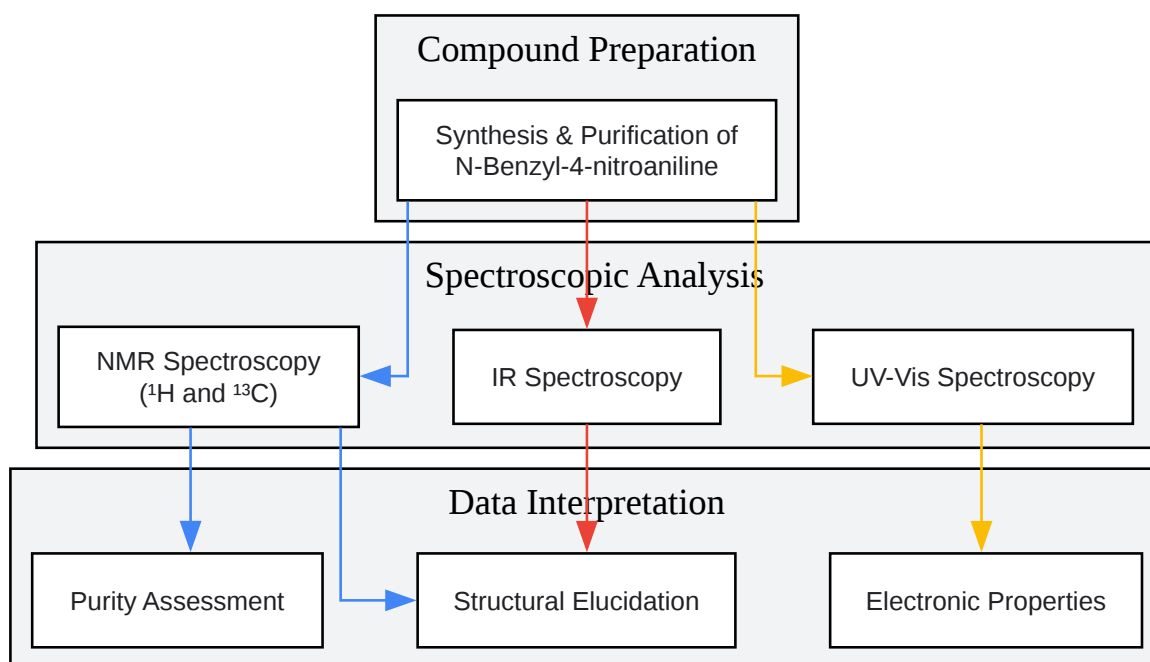 Compound Preparation
Synthesis & Purification of
N-Benzyl-4-nitroaniline
Spectroscopic Analysis
NMR Spectroscopy
(¹H and ¹³C)
IR Spectroscopy
UV-Vis Spectroscopy
Data Interpretation
Purity Assessment
Structural Elucidation
Electronic Properties